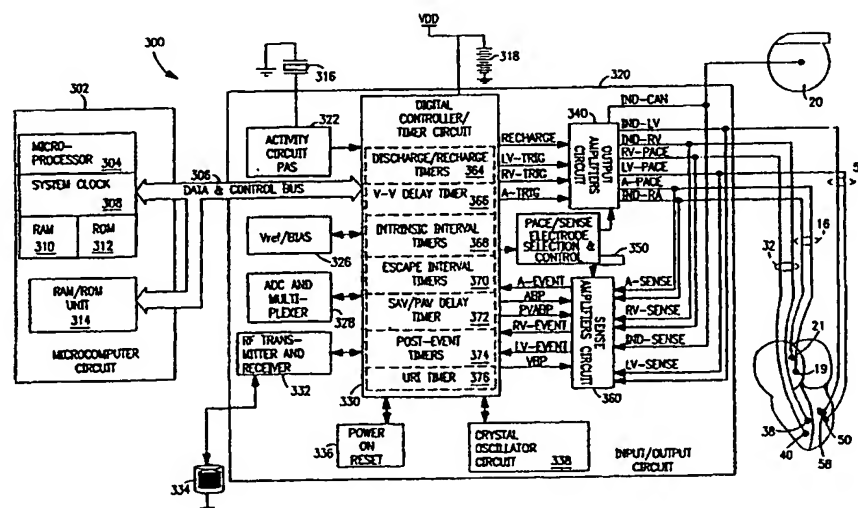 VDD
300
316
318
320
302
322
DIGITAL
CONTROLLER/
TIMER CIRCUIT
340
IND-CAN
20
MICRO-
PROCESSOR
304
ACTIVITY CIRCUIT
PAS
RECHARGE
OUTPUT
AMPLIFIERS
CIRCUIT
IND-LV
IND-RV
RV-PACE
LV-PACE
A-PACE
IND-RA
SYSTEM CLOCK
308
306
DATA & CONTROL BUS
DISCHARGE/RECHARGE
TIMERS
364
LV-TRIG
RV-TRIG
A-TRIG
V-V DELAY TIMER
366
RAM
310
ROM
312
Vref/BIAS
326
INTRINSIC INTERVAL
TIMERS
368
PACE/SENSE
ELECTRODE
SELECTION &
CONTROL
350
16
32
RAM/ROM
UNIT
314
ADC AND
MULTI-
PLEXER
328
ESCAPE INTERVAL
TIMERS
370
A-EVENT
ABP
PVABP
RV-EVENT
LV-EVENT
VBP
SENSE
AMPLIFIERS CIRCUIT
360
A-SENSE
RV-SENSE
IND-SENSE
LV-SENSE
SAV/PAV DELAY
TIMER
372
21
19
MICROCOMPUTER
CIRCUIT
RF TRANS-
MITTER AND
RECEIVER
332
POST-EVENT
TIMERS
374
URI TIMER
376
330
336
POWER
ON
RESET
CRYSTAL
OSCILLATOR
CIRCUIT
338
INPUT/OUTPUT
CIRCUIT
38
40
50
58
334